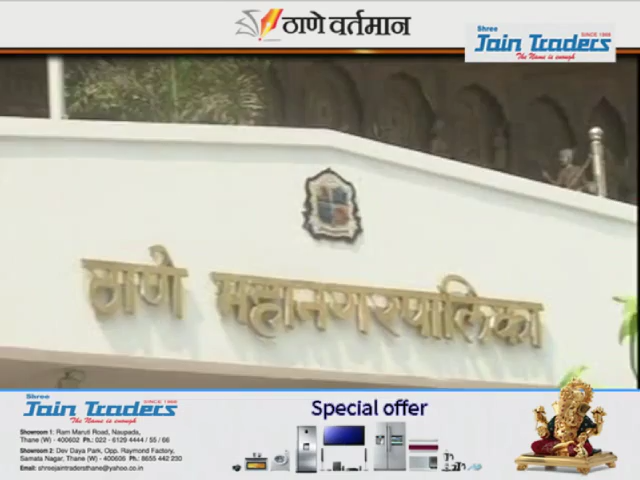 ठाणे वर्तमान
Shree
Jain Traders
SINCE 1968
The Name is enough
ठाणे महानगरपालिका
Shree
Jain Traders
SINCE 1968
The Name is enough
Showroom 1: Ram Maruti Road, Naupada,
Thane (W) - 400602 Ph.: 022 - 6129 4444 / 55 / 66
Showroom 2: Dev Daya Park, Opp. Raymond Factory,
Samata Nagar, Thane (W) - 400606 Ph.: 8655 442 230
Email: shreejaintradersthane@yahoo.co.in
Special offer